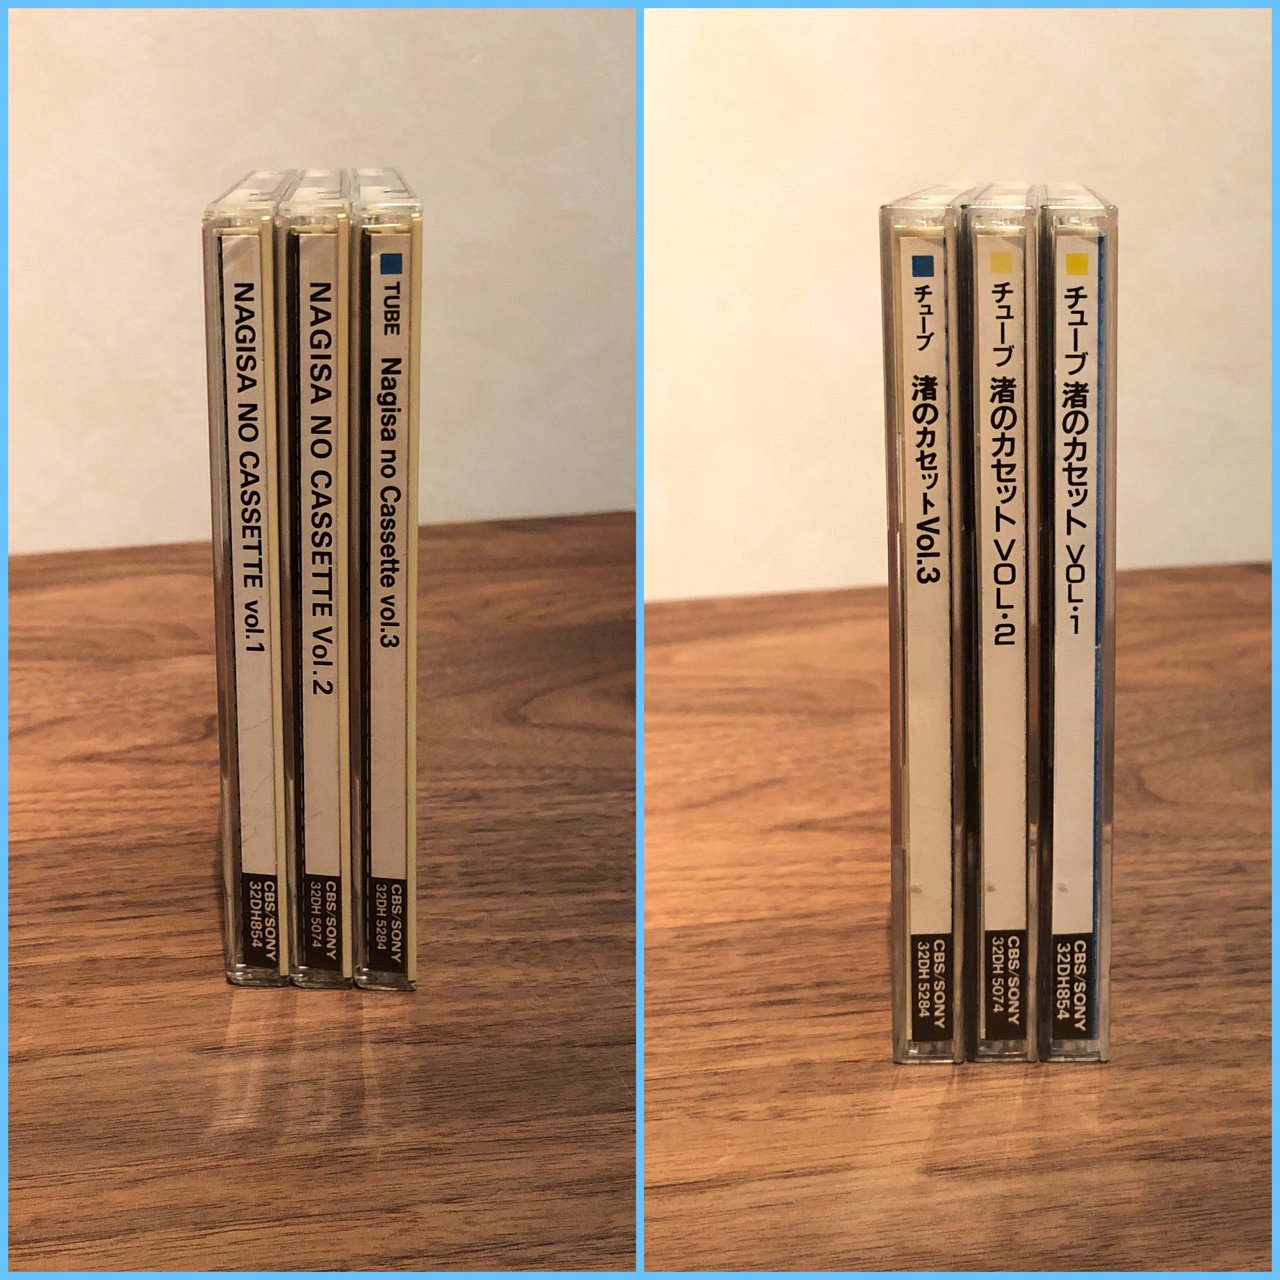 NAGISA NO CASSETTE vol.1
CBS/SONY
32DH854
NAGISA NO CASSETTE Vol.2
CBS/SONY
32DH 5074
TUBE Nagisa no Cassette vol.3
CBS/SONY
32DH 5284
チューブ 渚のカセット Vol.3
CBS/SONY
32DH 5284
チューブ 渚のカセット VOL・2
CBS/SONY
32DH 5074
チューブ 渚のカセット VOL・1
CBS/SONY
32DH854